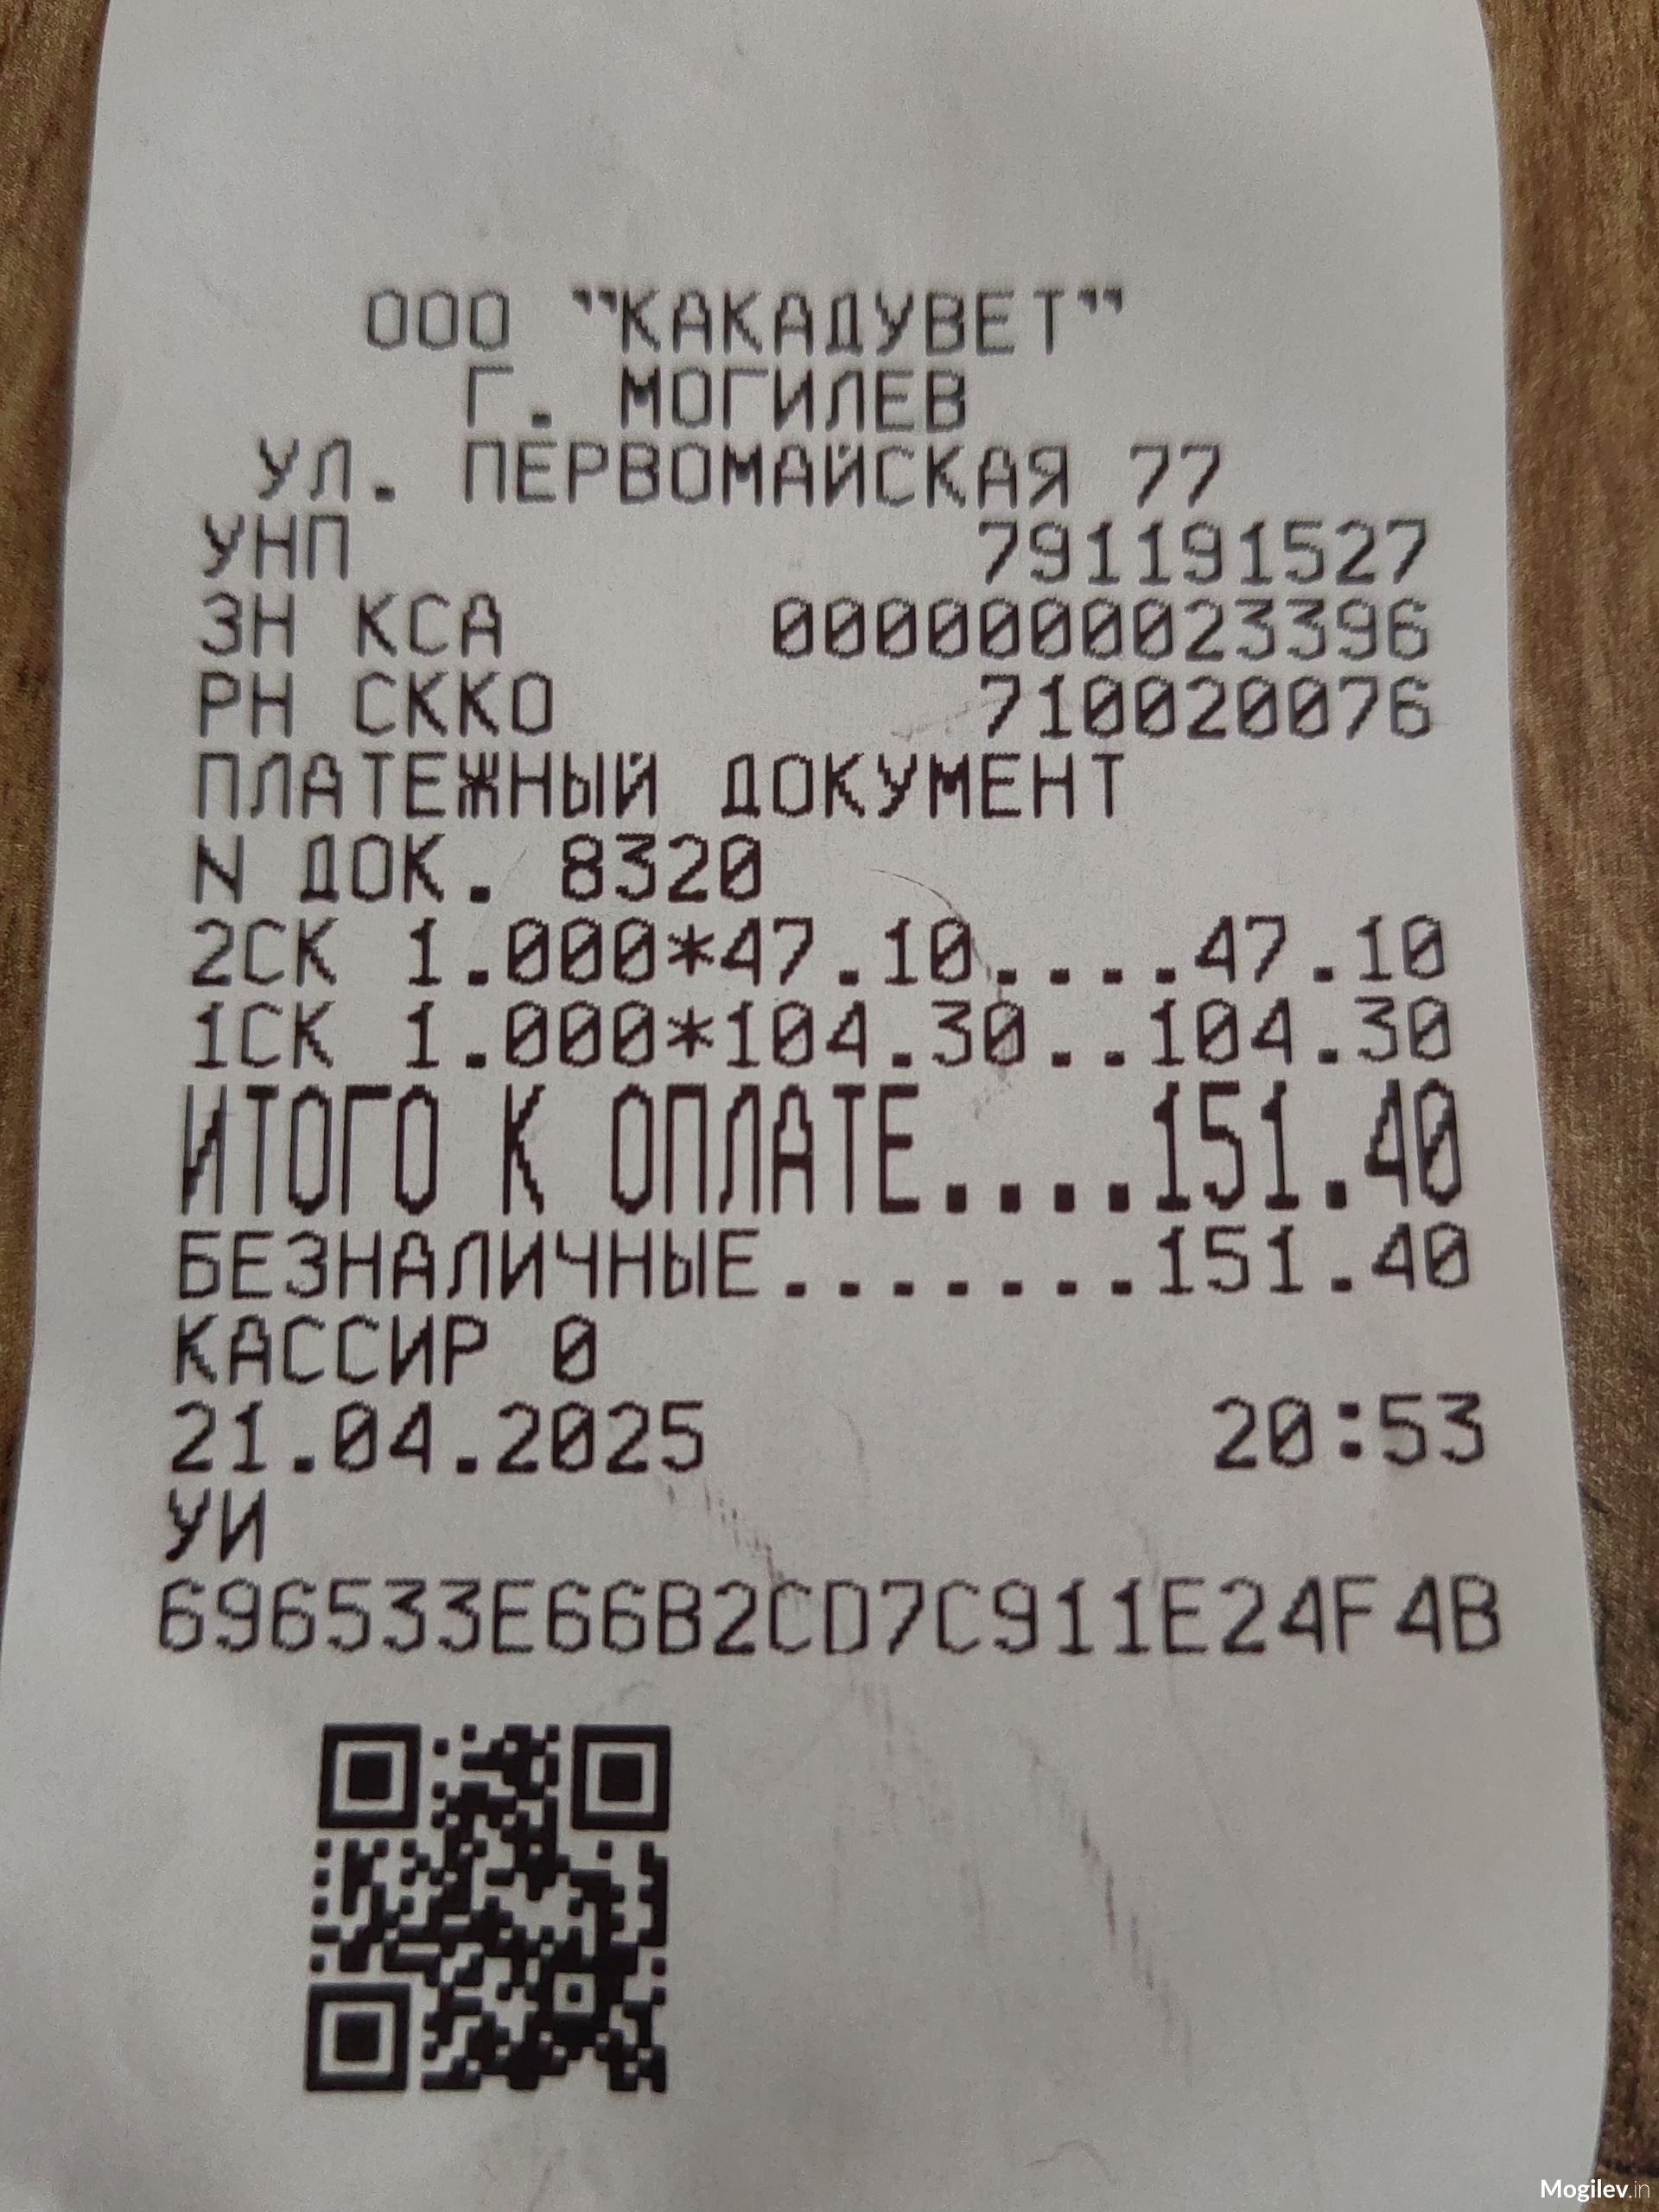 ООО "КАКАДУВЕТ"
Г. МОГИЛЕВ
УЛ. ПЕРВОМАЙСКАЯ 77
УНП 791191527
ЗН КСА 0000000023396
РН СККО 710020076
ПЛАТЕЖНЫЙ ДОКУМЕНТ
N ДОК. 8320
2СК 1.000*47.10....47.10
1СК 1.000*104.30..104.30
ИТОГО К ОПЛАТЕ....151.40
БЕЗНАЛИЧНЫЕ.......151.40
КАССИР 0
21.04.2025 20:53
УИ
696533E66B2CD7C911E24F4B
Mogilev.in